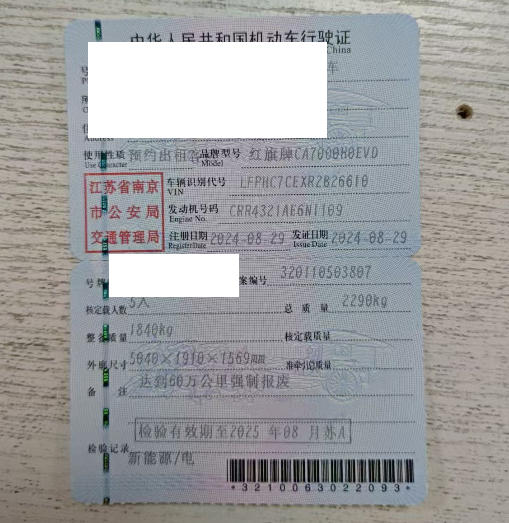 中华人民共和国机动车行驶证
China
车
Address
使用性质 预约出租客 品牌型号 红旗牌CA7000H0EVD
Use Character Model
江苏省南京
市公安局
交通管理局
车辆识别代号 LFPHC7CEXR2B26610
VIN
发动机号码 CRR4321AE6N1109
Engine No.
注册日期 2024-08-29 发证日期 2024-08-29
Register Date Issue Date
号牌 案编号 320110503807
核定载人数 5人 总质量 2290kg
整备质量 1840kg 核定载质量
外廓尺寸 5040×1910×1569mm 准牵引总质量
备注 达到60万公里强制报废
检验有效期至2025年08月苏A
检验记录
新能源/电
*3210063022093*